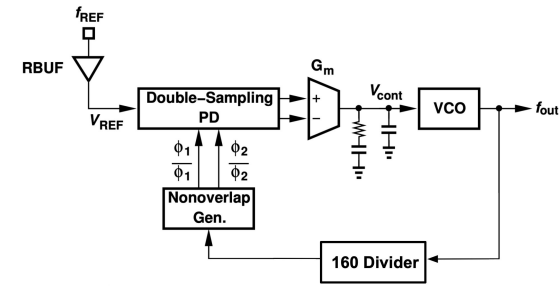 fREF
RBUF
VREF
Double–Sampling
PD
Gm
+
−
Vcont
VCO
fout
ϕ1
ϕ1
ϕ2
ϕ2
Nonoverlap
Gen.
160 Divider